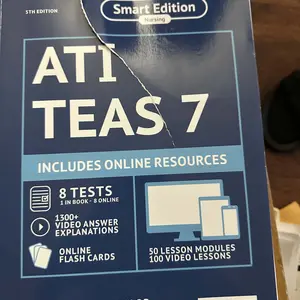 5TH EDITION
Smart Edition
Nursing
ATI
TEAS 7
INCLUDES ONLINE RESOURCES
8 TESTS
1 IN BOOK - 8 ONLINE
1300+
VIDEO ANSWER
EXPLANATIONS
ONLINE
FLASH CARDS
50 LESSON MODULES
100 VIDEO LESSONS